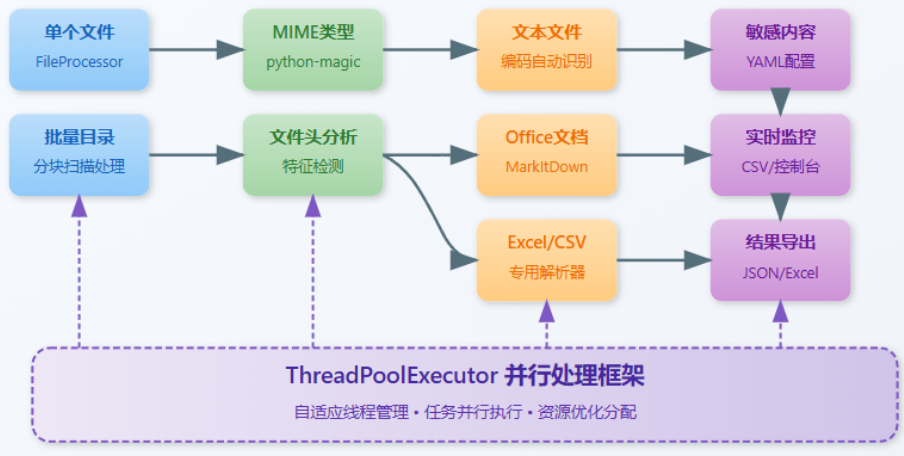 单个文件
FileProcessor
MIME类型
python-magic
文本文件
编码自动识别
敏感内容
YAML配置
批量目录
分块扫描处理
文件头分析
特征检测
Office文档
MarkItDown
实时监控
CSV/控制台
Excel/CSV
专用解析器
结果导出
JSON/Excel
ThreadPoolExecutor 并行处理框架
自适应线程管理 • 任务并行执行 • 资源优化分配